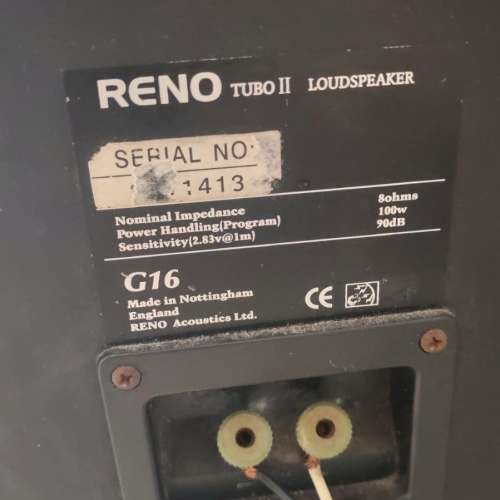 RENO TUBO II LOUDSPEAKER
SERIAL NO:
1413
Nominal Impedance 8ohms
Power Handling(Program) 100w
Sensitivity(2.83v@1m) 90dB
G16
Made in Nottingham
England
RENO Acoustics Ltd.
CE